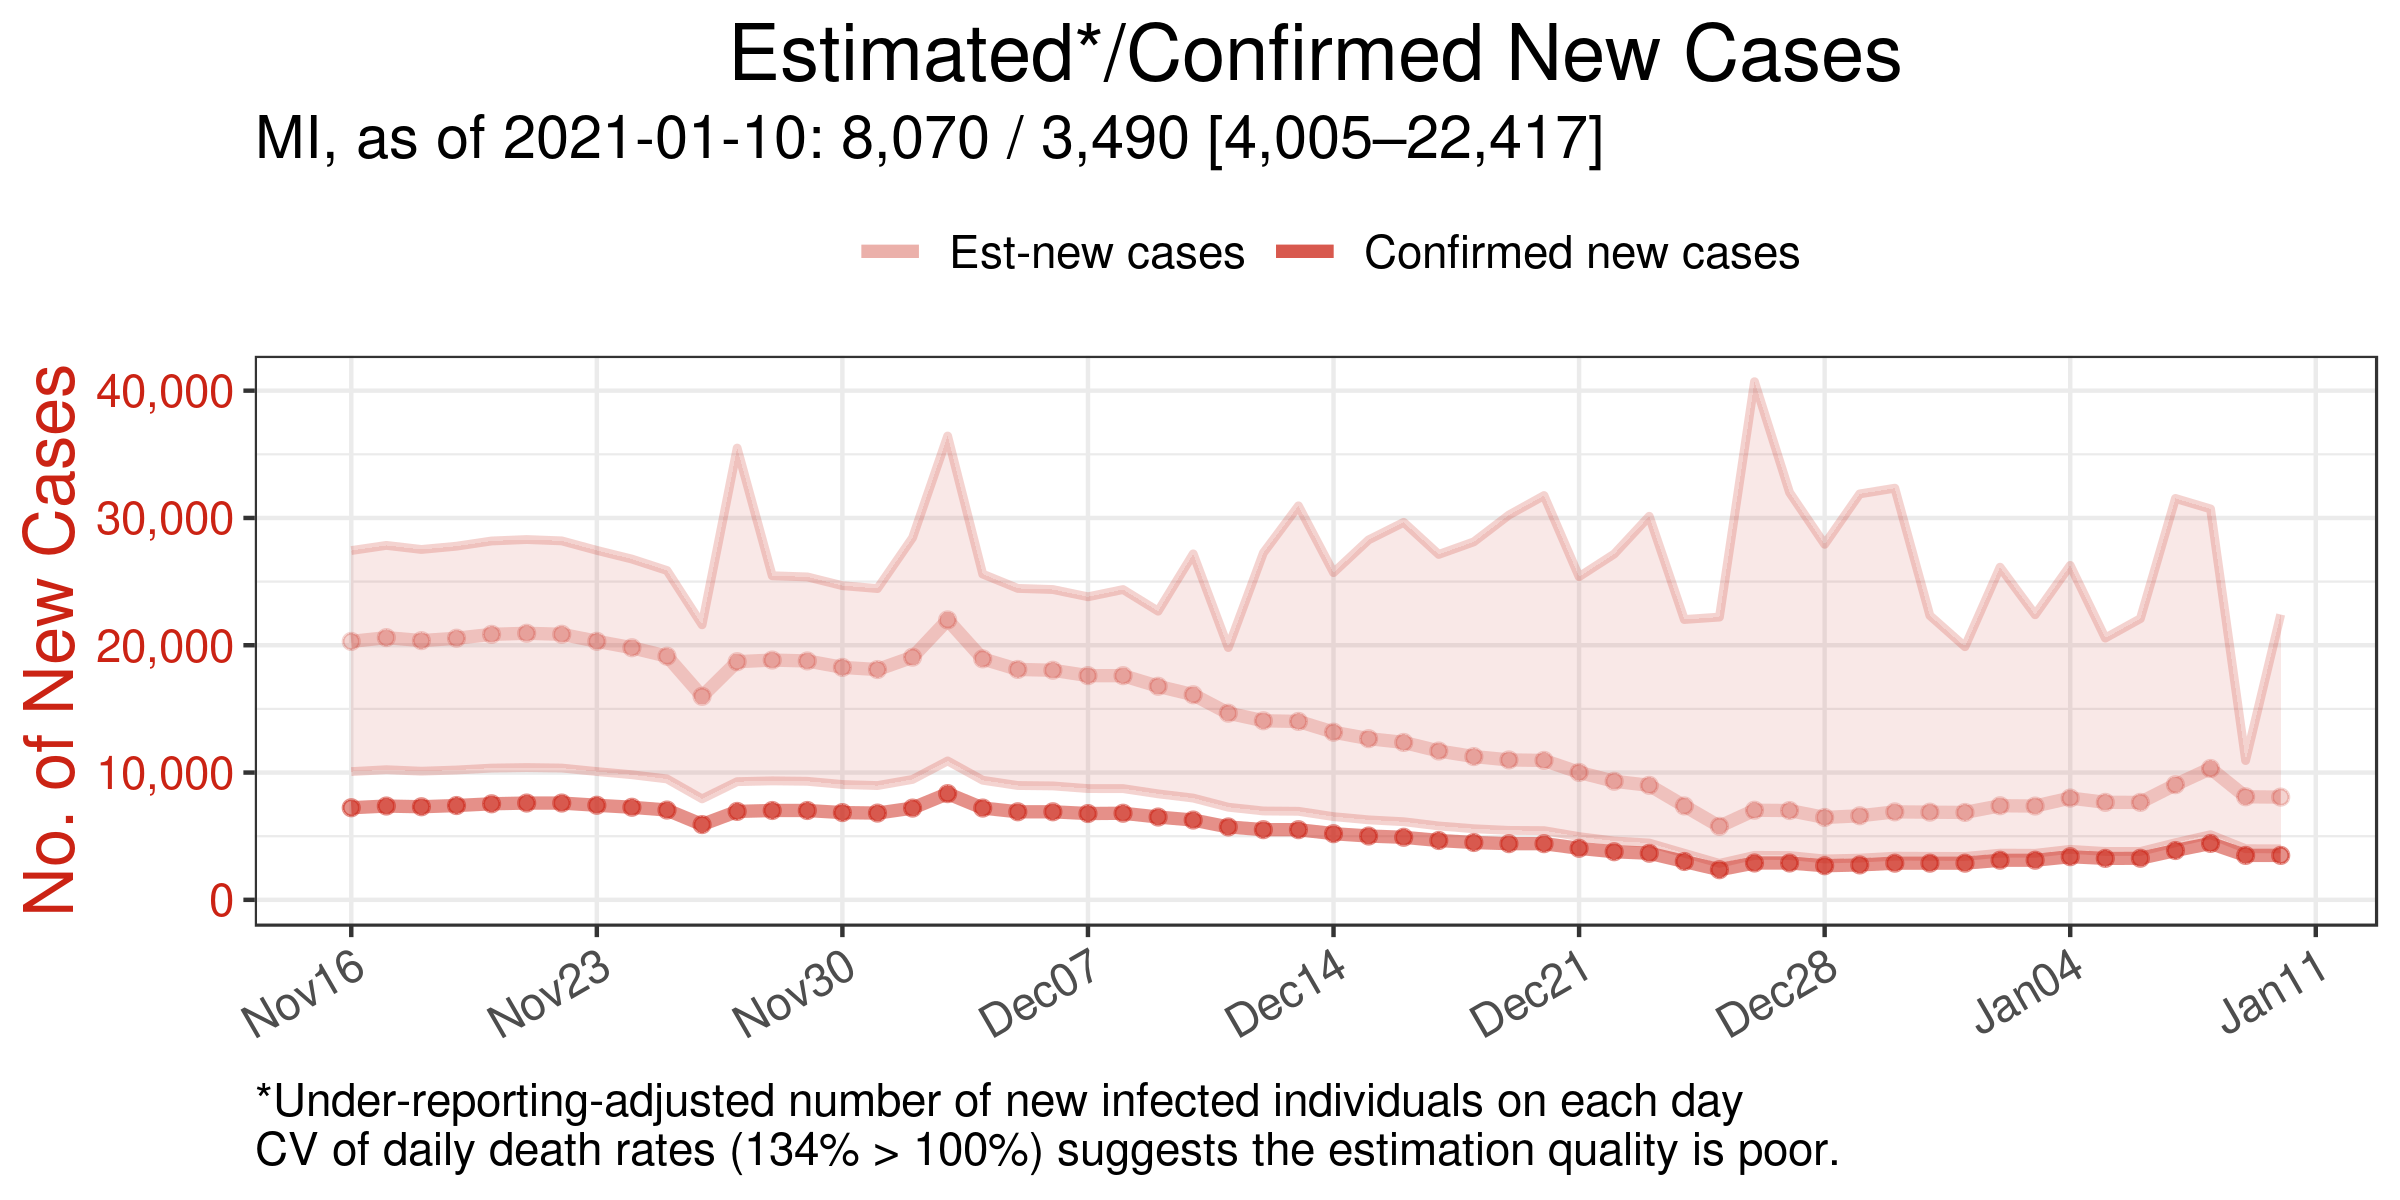 Estimated*/Confirmed New Cases
MI, as of 2021-01-10: 8,070 / 3,490 [4,005–22,417]
Est-new cases
Confirmed new cases
No. of New Cases
40,000
30,000
20,000
10,000
0
Nov16
Nov23
Nov30
Dec07
Dec14
Dec21
Dec28
Jan04
Jan11
*Under-reporting-adjusted number of new infected individuals on each day
CV of daily death rates (134% > 100%) suggests the estimation quality is poor.